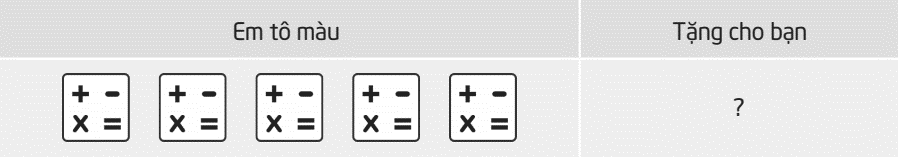 Em tô màu
Tặng cho bạn
+ - + - + - + - + -
x = x = x = x = x =
?